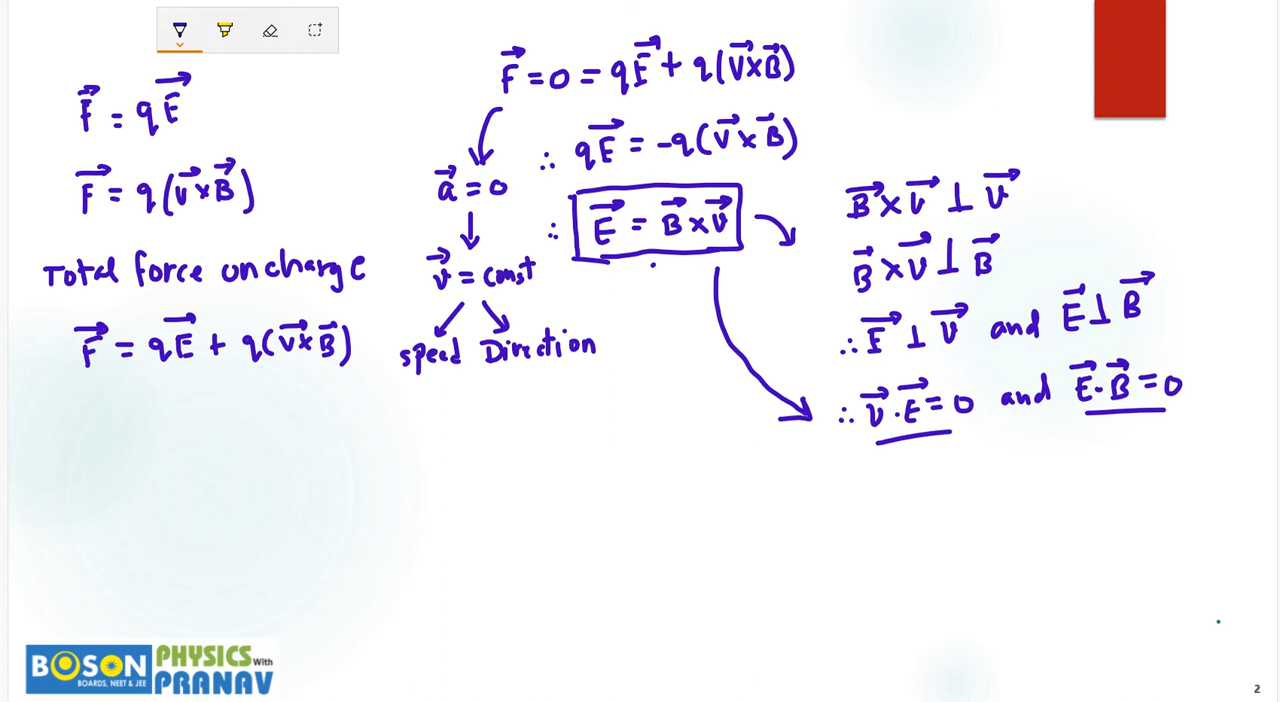 F⃗ = qE⃗
F⃗ = q(v⃗×B⃗)
Total force on charge
F⃗ = qE⃗ + q(v⃗×B⃗)
F⃗ = 0 = qE⃗ + q(v⃗×B⃗)
∴ qE⃗ = -q(v⃗×B⃗)
∴ E⃗ = B⃗×v⃗
a⃗ = 0
v⃗ = const
speed Direction
B⃗×v⃗ ⊥ v⃗
B⃗×v⃗ ⊥ B⃗
∴ E⃗ ⊥ v⃗ and E⃗ ⊥ B⃗
∴ v⃗·E⃗ = 0 and E⃗·B⃗ = 0
BOSON PHYSICS With PRANAV
BOARDS, NEET & JEE
2